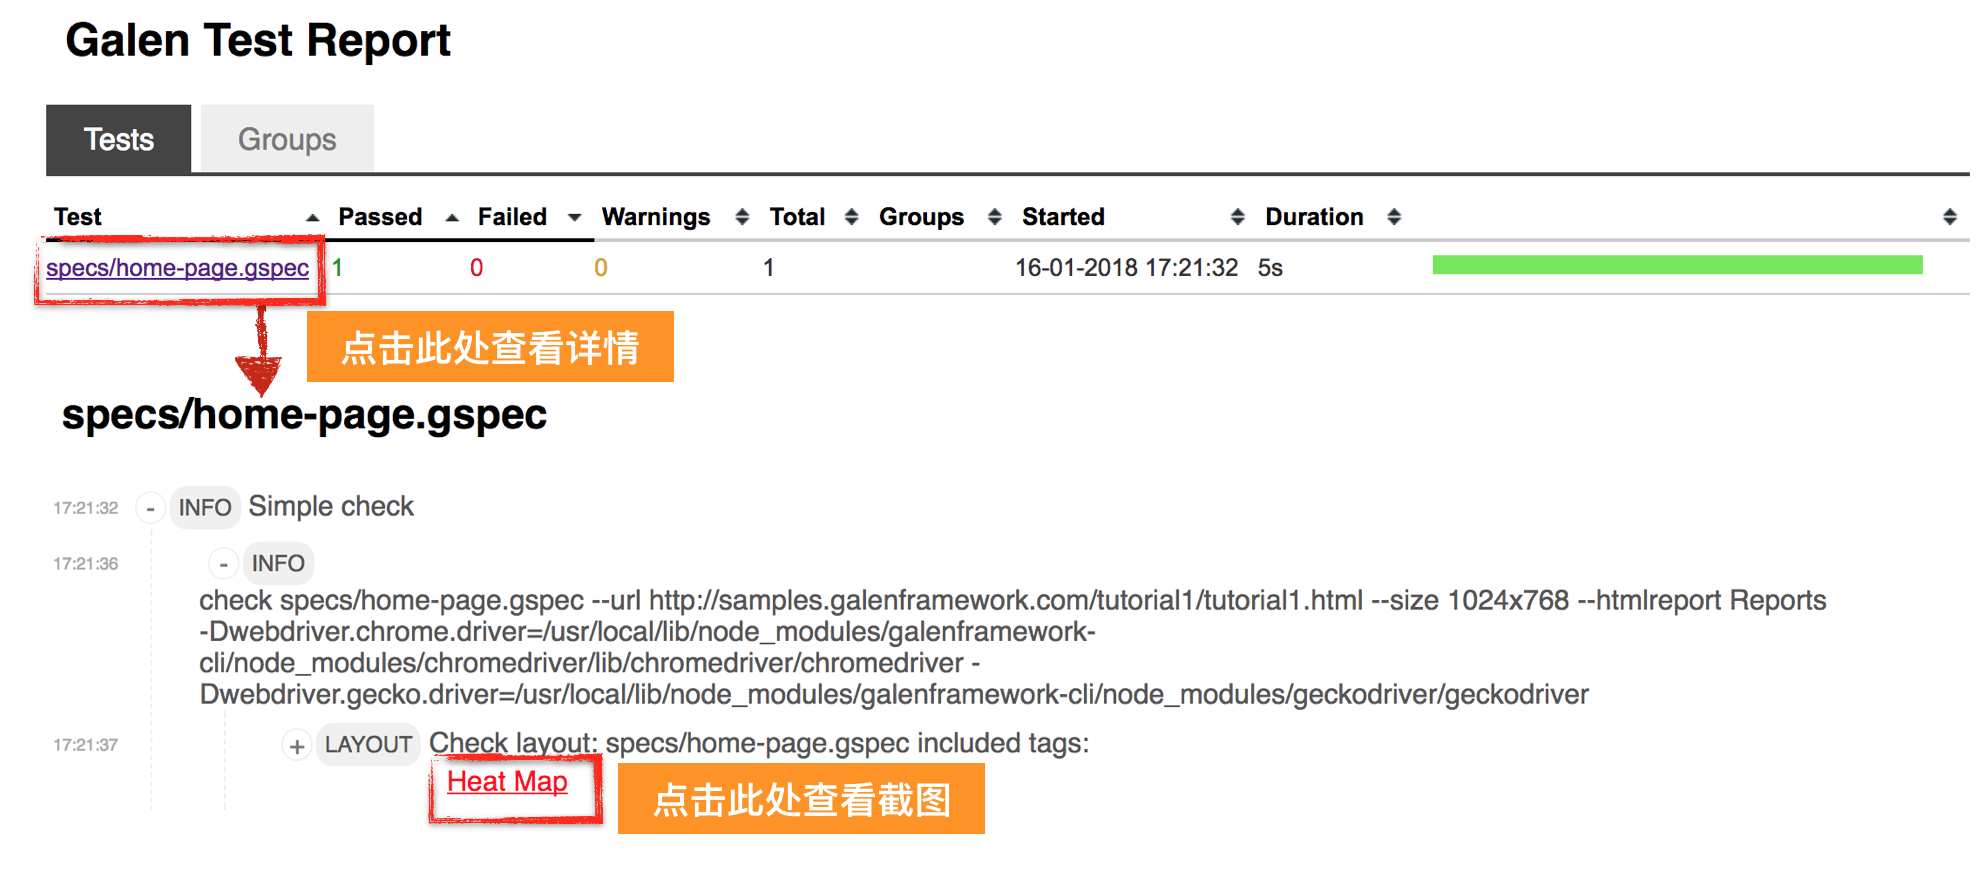 Galen Test Report
Tests Groups
Test Passed Failed Warnings Total Groups Started Duration
specs/home-page.gspec 1 0 0 1 16-01-2018 17:21:32 5s
点击此处查看详情
specs/home-page.gspec
17:21:32 - INFO Simple check
17:21:36 - INFO
check specs/home-page.gspec --url http://samples.galenframework.com/tutorial1/tutorial1.html --size 1024x768 --htmlreport Reports
-Dwebdriver.chrome.driver=/usr/local/lib/node_modules/galenframework-
cli/node_modules/chromedriver/lib/chromedriver/chromedriver -
Dwebdriver.gecko.driver=/usr/local/lib/node_modules/galenframework-cli/node_modules/geckodriver/geckodriver
17:21:37 + LAYOUT Check layout: specs/home-page.gspec included tags:
Heat Map
点击此处查看截图